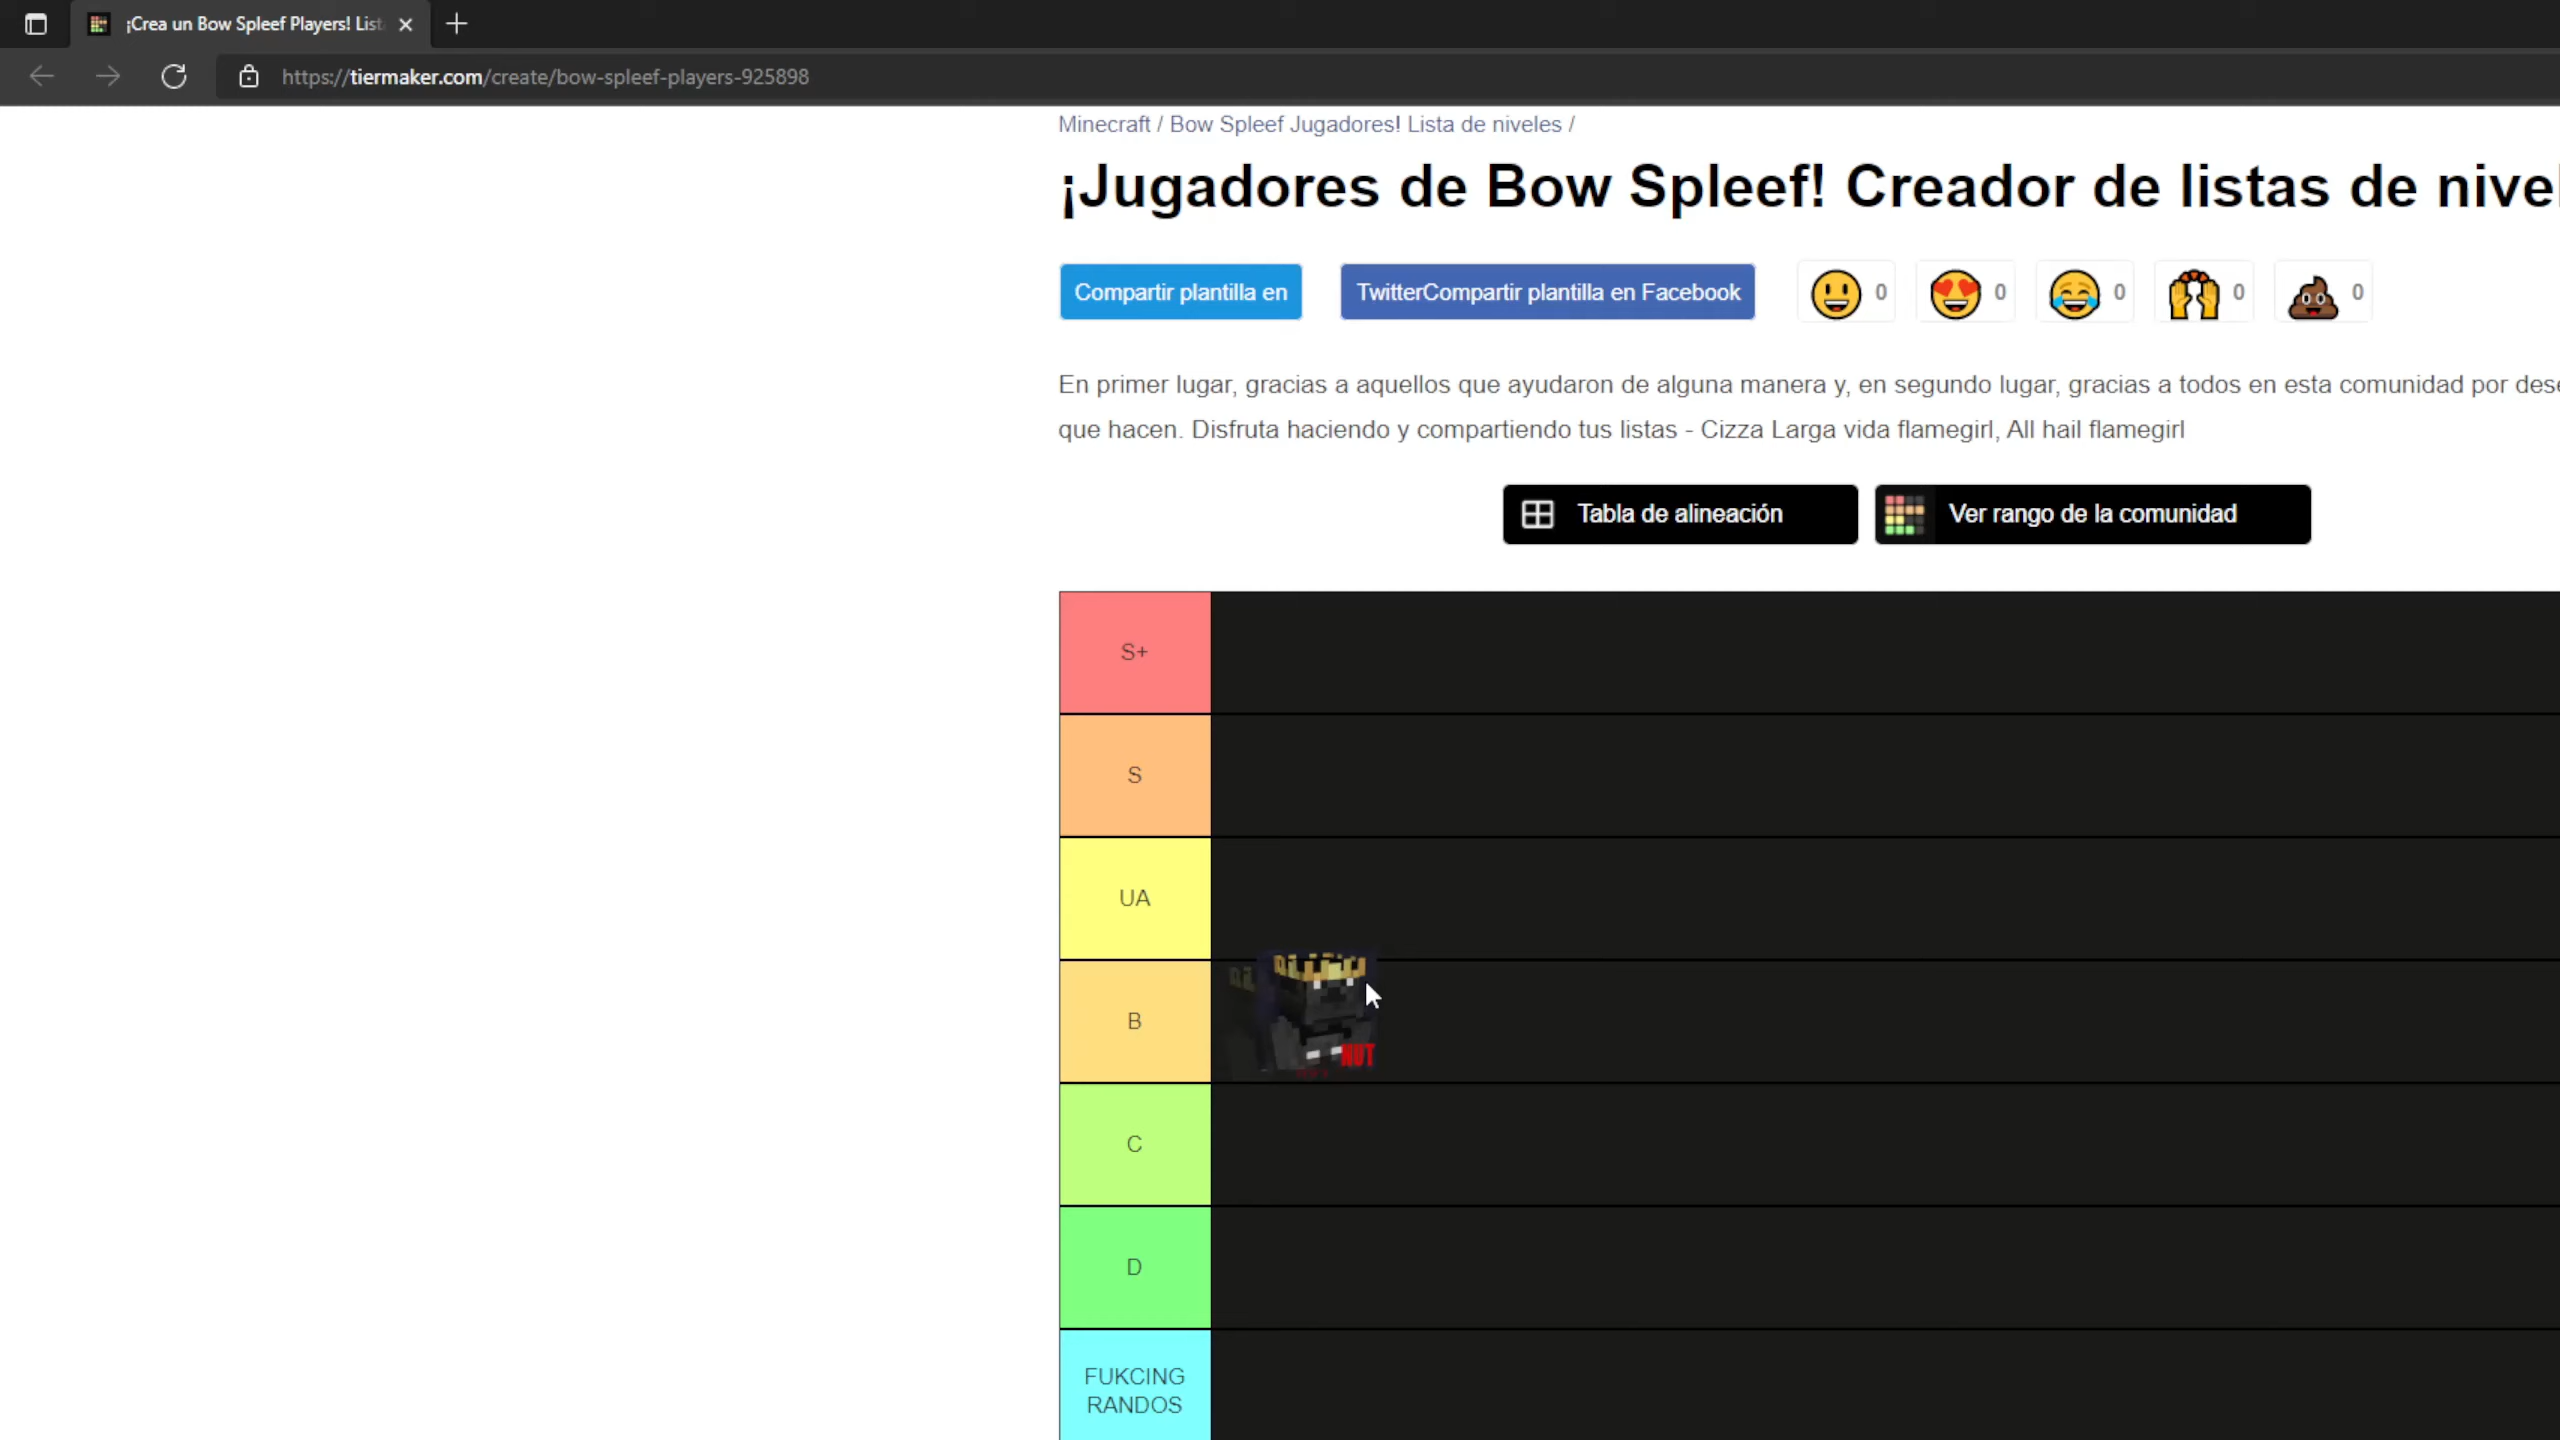 ¡Crea un Bow Spleef Players! List
https://tiermaker.com/create/bow-spleef-players-925898
Minecraft / Bow Spleef Jugadores! Lista de niveles /
¡Jugadores de Bow Spleef! Creador de listas de nivel
Compartir plantilla en
TwitterCompartir plantilla en Facebook
0
0
0
0
0
En primer lugar, gracias a aquellos que ayudaron de alguna manera y, en segundo lugar, gracias a todos en esta comunidad por dese
que hacen. Disfruta haciendo y compartiendo tus listas - Cizza Larga vida flamegirl, All hail flamegirl
Tabla de alineación
Ver rango de la comunidad
S+
S
UA
B
NUT
C
D
FUKCING
RANDOS